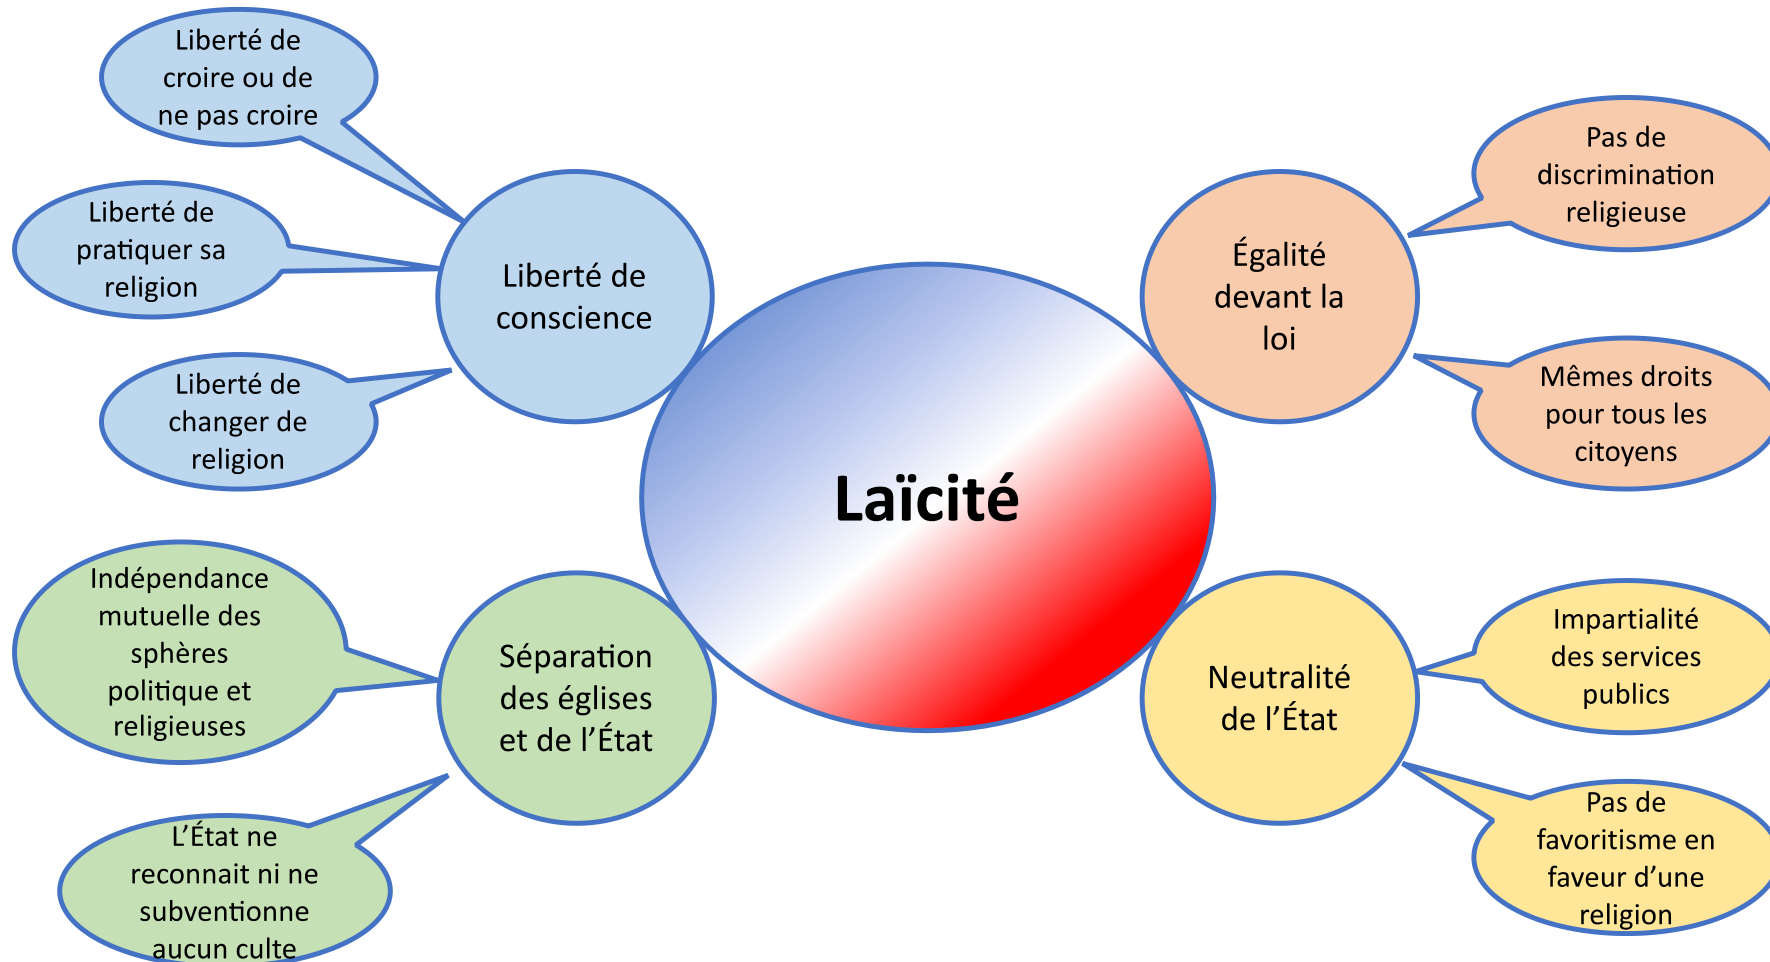 Liberté de
croire ou de
ne pas croire
Liberté de
pratiquer sa
religion
Liberté de
changer de
religion
Liberté de
conscience
Indépendance
mutuelle des
sphères
politique et
religieuses
L’État ne
reconnait ni ne
subventionne
aucun culte
Séparation
des églises
et de l’État
Laïcité
Égalité
devant la
loi
Pas de
discrimination
religieuse
Mêmes droits
pour tous les
citoyens
Neutralité
de l’État
Impartialité
des services
publics
Pas de
favoritisme en
faveur d’une
religion